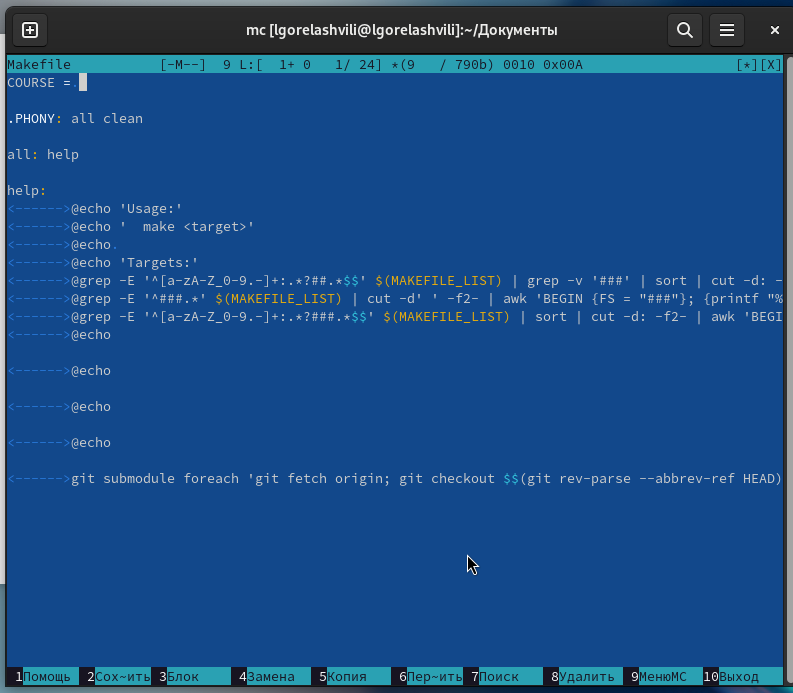 mc [lgorelashvili@lgorelashvili]:~/Документы
Makefile [-M--] 9 L:[ 1+ 0 1/ 24] *(9 / 790b) 0010 0x00A [*][X]
COURSE =.
.PHONY: all clean
all: help
help:
<------>@echo 'Usage:'
<------>@echo '  make <target>'
<------>@echo.
<------>@echo 'Targets:'
<------>@grep -E '^[a-zA-Z_0-9.-]+:.*?##.*$$' $(MAKEFILE_LIST) | grep -v '###' | sort | cut -d: -
<------>@grep -E '^###.*' $(MAKEFILE_LIST) | cut -d' ' -f2- | awk 'BEGIN {FS = "###"}; {printf "%
<------>@grep -E '^[a-zA-Z_0-9.-]+:.*?###.*$$' $(MAKEFILE_LIST) | sort | cut -d: -f2- | awk 'BEGI
<------>@echo
<------>@echo
<------>@echo
<------>@echo
<------>git submodule foreach 'git fetch origin; git checkout $$(git rev-parse --abbrev-ref HEAD)
1Помощь 2Сох~ить 3Блок 4Замена 5Копия 6Пер~ить 7Поиск 8Удалить 9МенюМС 10Выход